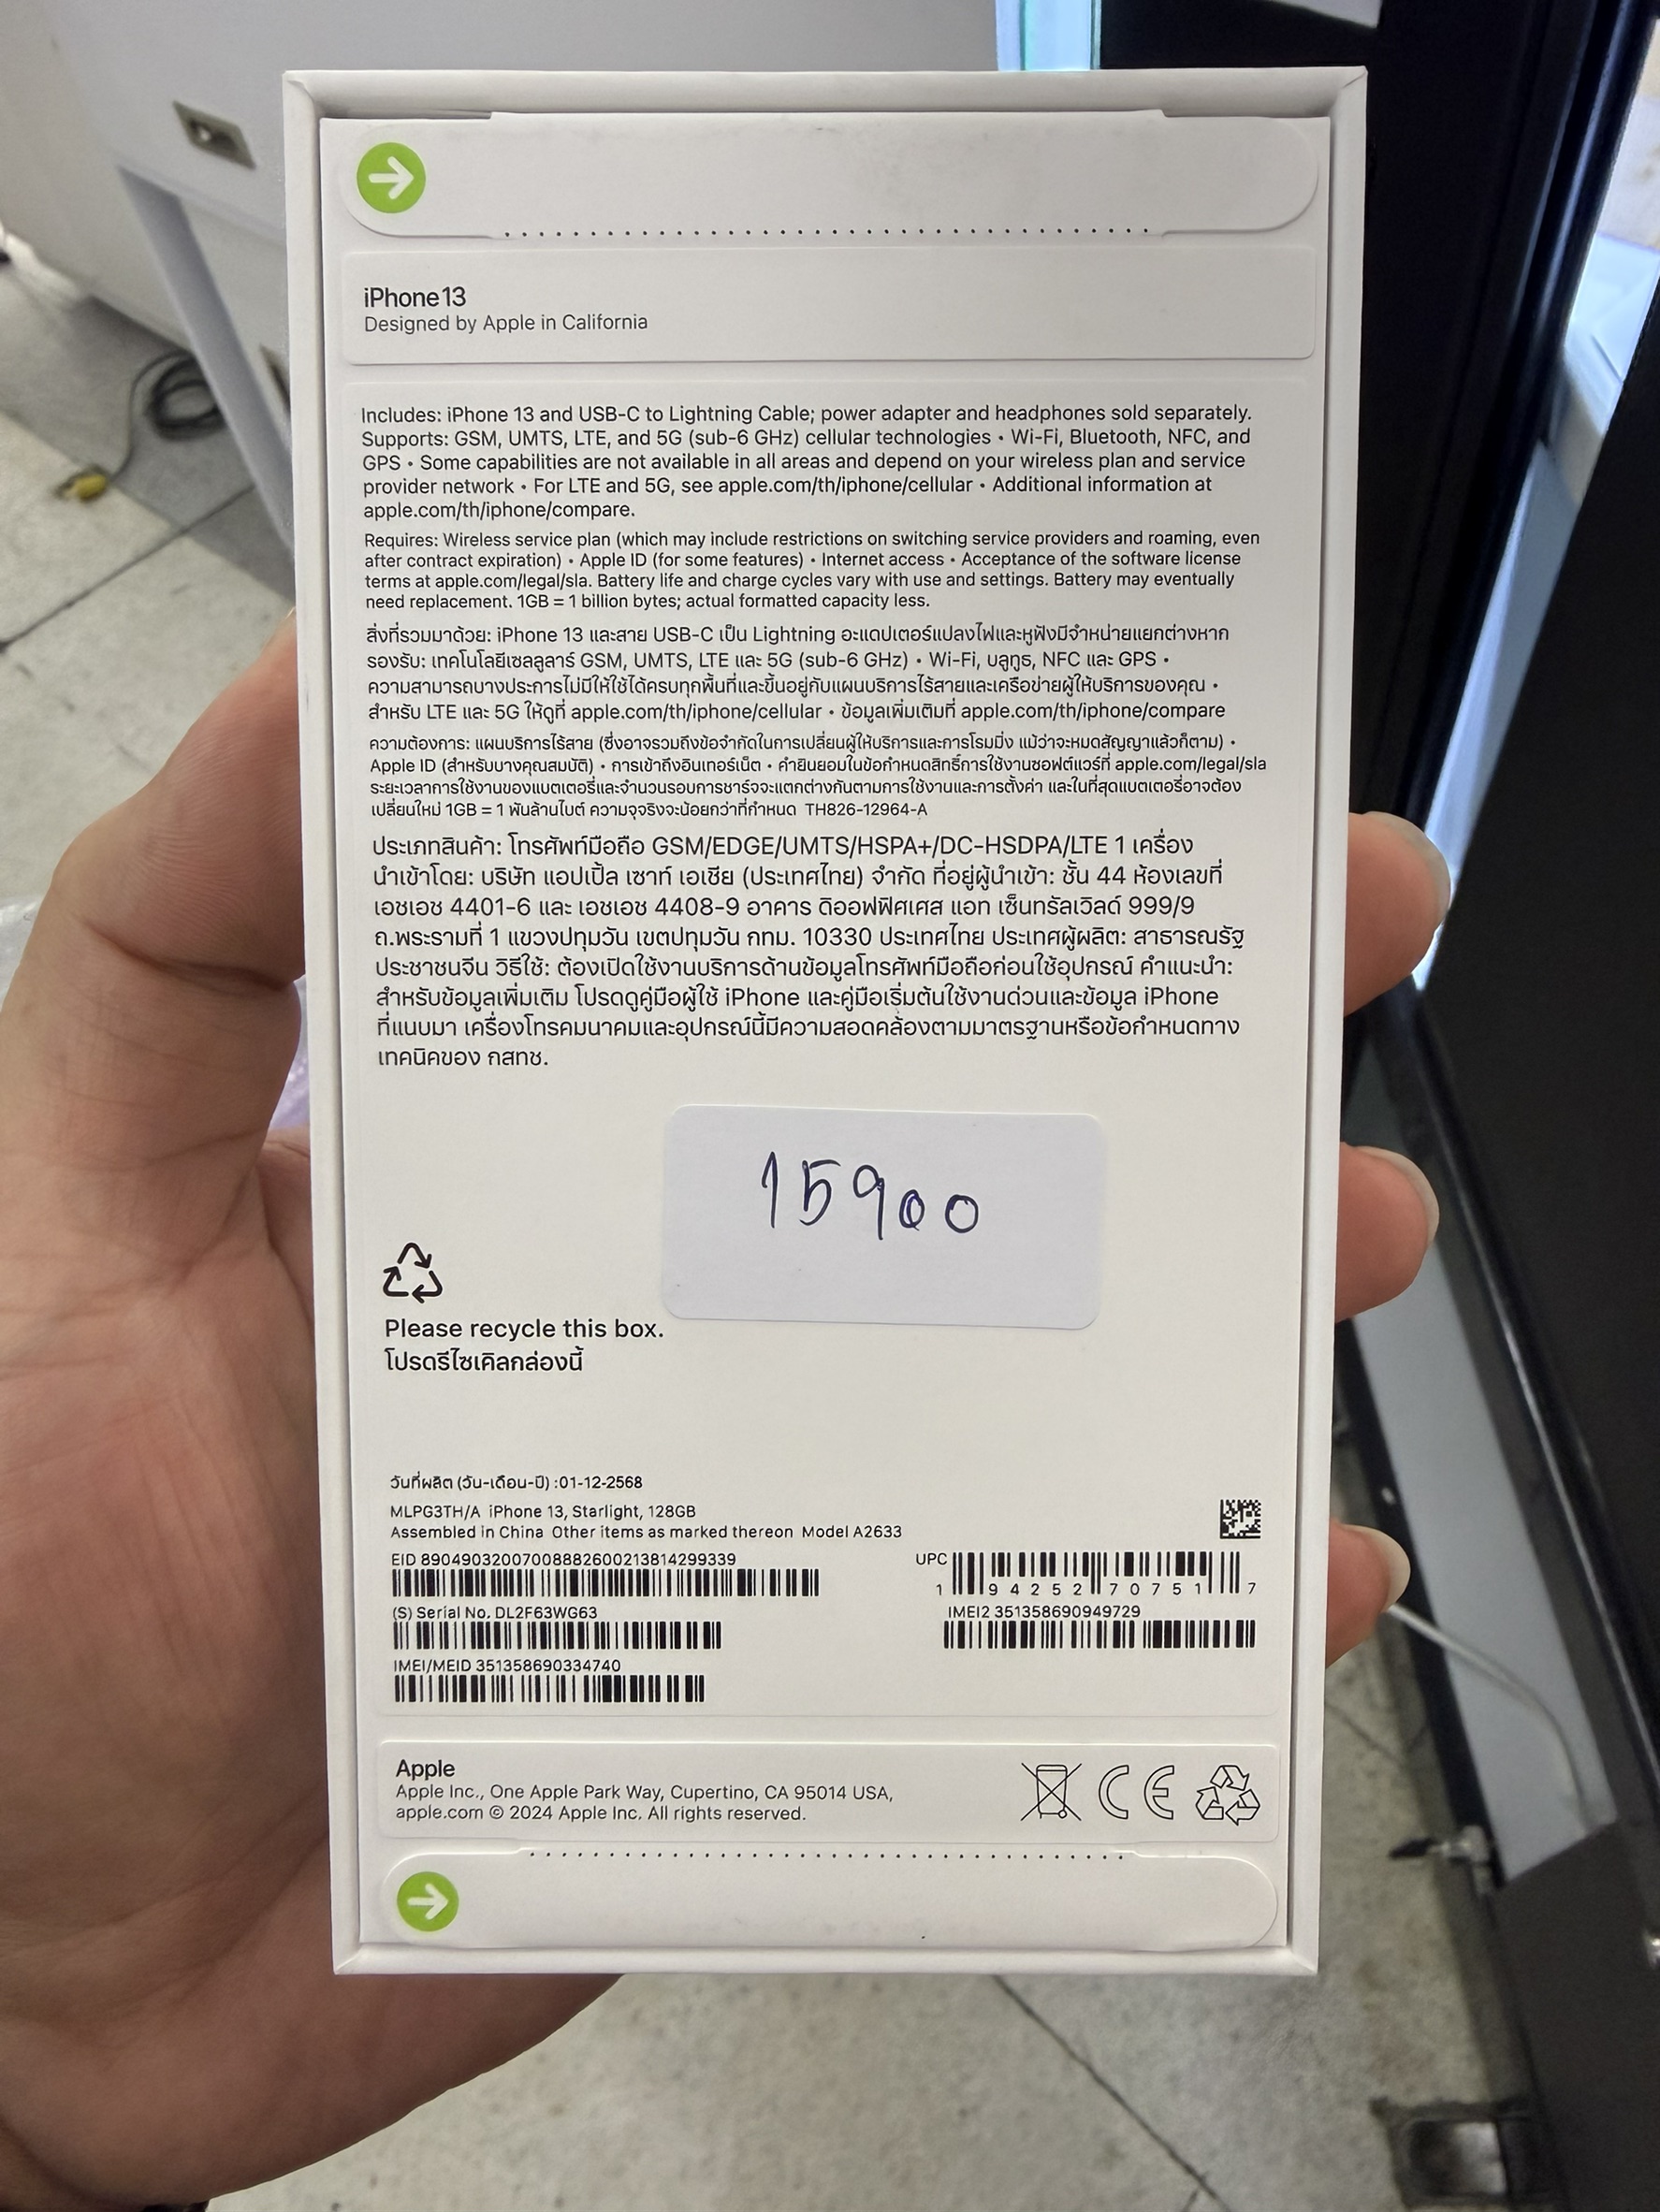 iPhone 13
Designed by Apple in California
Includes: iPhone 13 and USB-C to Lightning Cable; power adapter and headphones sold separately.
Supports: GSM, UMTS, LTE, and 5G (sub-6 GHz) cellular technologies • Wi-Fi, Bluetooth, NFC, and
GPS • Some capabilities are not available in all areas and depend on your wireless plan and service
provider network • For LTE and 5G, see apple.com/th/iphone/cellular • Additional information at
apple.com/th/iphone/compare.
Requires: Wireless service plan (which may include restrictions on switching service providers and roaming, even
after contract expiration) • Apple ID (for some features) • Internet access • Acceptance of the software license
terms at apple.com/legal/sla. Battery life and charge cycles vary with use and settings. Battery may eventually
need replacement. 1GB = 1 billion bytes; actual formatted capacity less.
สิ่งที่รวมมาด้วย: iPhone 13 และสาย USB-C เป็น Lightning อะแดปเตอร์แปลงไฟและหูฟังมีจำหน่ายแยกต่างหาก
รองรับ: เทคโนโลยีเซลลูลาร์ GSM, UMTS, LTE และ 5G (sub-6 GHz) • Wi-Fi, บลูทูธ, NFC และ GPS •
ความสามารถบางประการไม่มีให้ใช้ได้ครบทุกพื้นที่และขึ้นอยู่กับแผนบริการไร้สายและเครือข่ายผู้ให้บริการของคุณ •
สำหรับ LTE และ 5G ให้ดูที่ apple.com/th/iphone/cellular • ข้อมูลเพิ่มเติมที่ apple.com/th/iphone/compare
ความต้องการ: แผนบริการไร้สาย (ซึ่งอาจรวมถึงข้อจำกัดในการเปลี่ยนผู้ให้บริการและการโรมมิ่ง แม้ว่าจะหมดสัญญาแล้วก็ตาม) •
Apple ID (สำหรับบางคุณสมบัติ) • การเข้าถึงอินเทอร์เน็ต • คำยินยอมในข้อกำหนดสิทธิ์การใช้งานซอฟต์แวร์ที่ apple.com/legal/sla
ระยะเวลาการใช้งานของแบตเตอรี่และจำนวนรอบการชาร์จจะแตกต่างกันตามการใช้งานและการตั้งค่า และในที่สุดแบตเตอรี่อาจต้อง
เปลี่ยนใหม่ 1GB = 1 พันล้านไบต์ ความจุจริงจะน้อยกว่าที่กำหนด TH826-12964-A
ประเภทสินค้า: โทรศัพท์มือถือ GSM/EDGE/UMTS/HSPA+/DC-HSDPA/LTE 1 เครื่อง
นำเข้าโดย: บริษัท แอปเปิ้ล เซาท์ เอเชีย (ประเทศไทย) จำกัด ที่อยู่ผู้นำเข้า: ชั้น 44 ห้องเลขที่
เอชเอช 4401-6 และ เอชเอช 4408-9 อาคาร ดิออฟฟิศเศส แอท เซ็นทรัลเวิลด์ 999/9
ถ.พระรามที่ 1 แขวงปทุมวัน เขตปทุมวัน กทม. 10330 ประเทศไทย ประเทศผู้ผลิต: สาธารณรัฐ
ประชาชนจีน วิธีใช้: ต้องเปิดใช้งานบริการด้านข้อมูลโทรศัพท์มือถือก่อนใช้อุปกรณ์ คำแนะนำ:
สำหรับข้อมูลเพิ่มเติม โปรดดูคู่มือผู้ใช้ iPhone และคู่มือเริ่มต้นใช้งานด่วนและข้อมูล iPhone
ที่แนบมา เครื่องโทรคมนาคมและอุปกรณ์นี้มีความสอดคล้องตามมาตรฐานหรือข้อกำหนดทาง
เทคนิคของ กสทช.
15900
Please recycle this box.
โปรดรีไซเคิลกล่องนี้
วันที่ผลิต (วัน-เดือน-ปี) :01-12-2568
MLPG3TH/A iPhone 13, Starlight, 128GB
Assembled in China Other items as marked thereon Model A2633
EID 89049032007008882600213814299339
UPC
1 94252 70751 7
(S) Serial No. DL2F63WG63
IMEI2 351358690949729
IMEI/MEID 351358690334740
Apple
Apple Inc., One Apple Park Way, Cupertino, CA 95014 USA,
apple.com © 2024 Apple Inc. All rights reserved.
CE